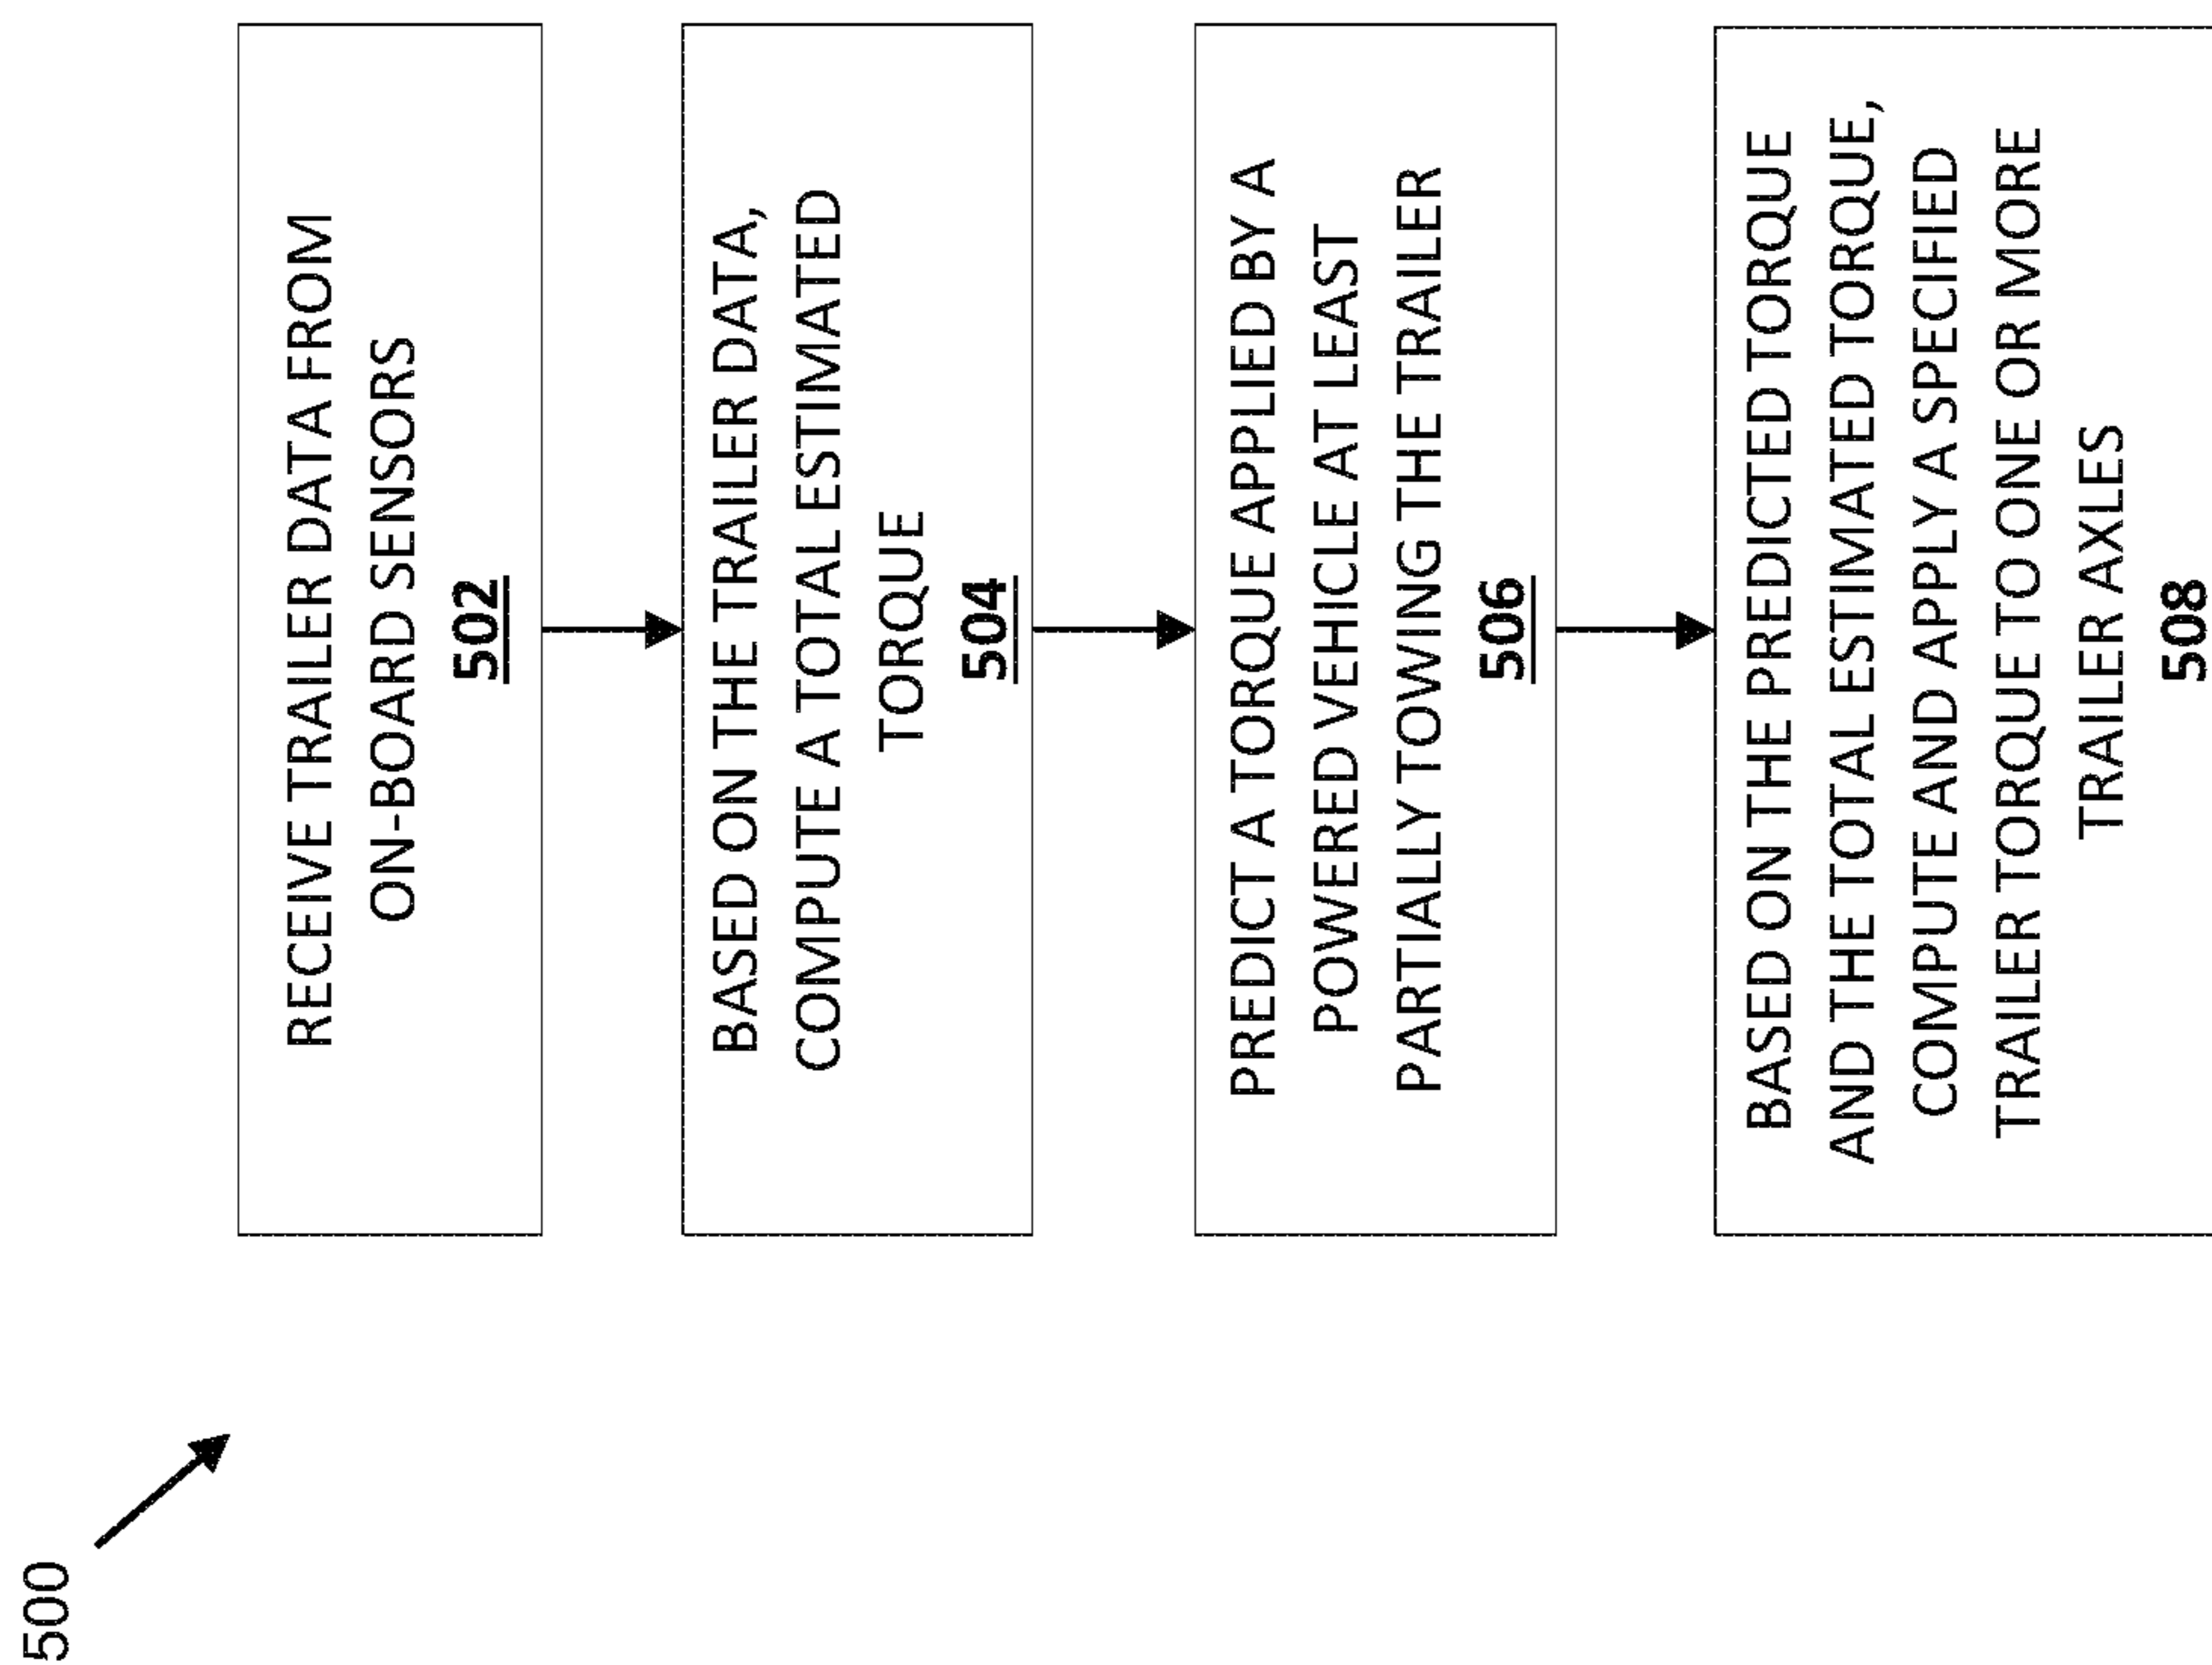 500
RECEIVE TRAILER DATA FROM
ON-BOARD SENSORS
502
BASED ON THE TRAILER DATA,
COMPUTE A TOTAL ESTIMATED
TORQUE
504
PREDICT A TORQUE APPLIED BY A
POWERED VEHICLE AT LEAST
PARTIALLY TOWING THE TRAILER
506
BASED ON THE PREDICTED TORQUE
AND THE TOTAL ESTIMATED TORQUE,
COMPUTE AND APPLY A SPECIFIED
TRAILER TORQUE TO ONE OR MORE
TRAILER AXLES
508